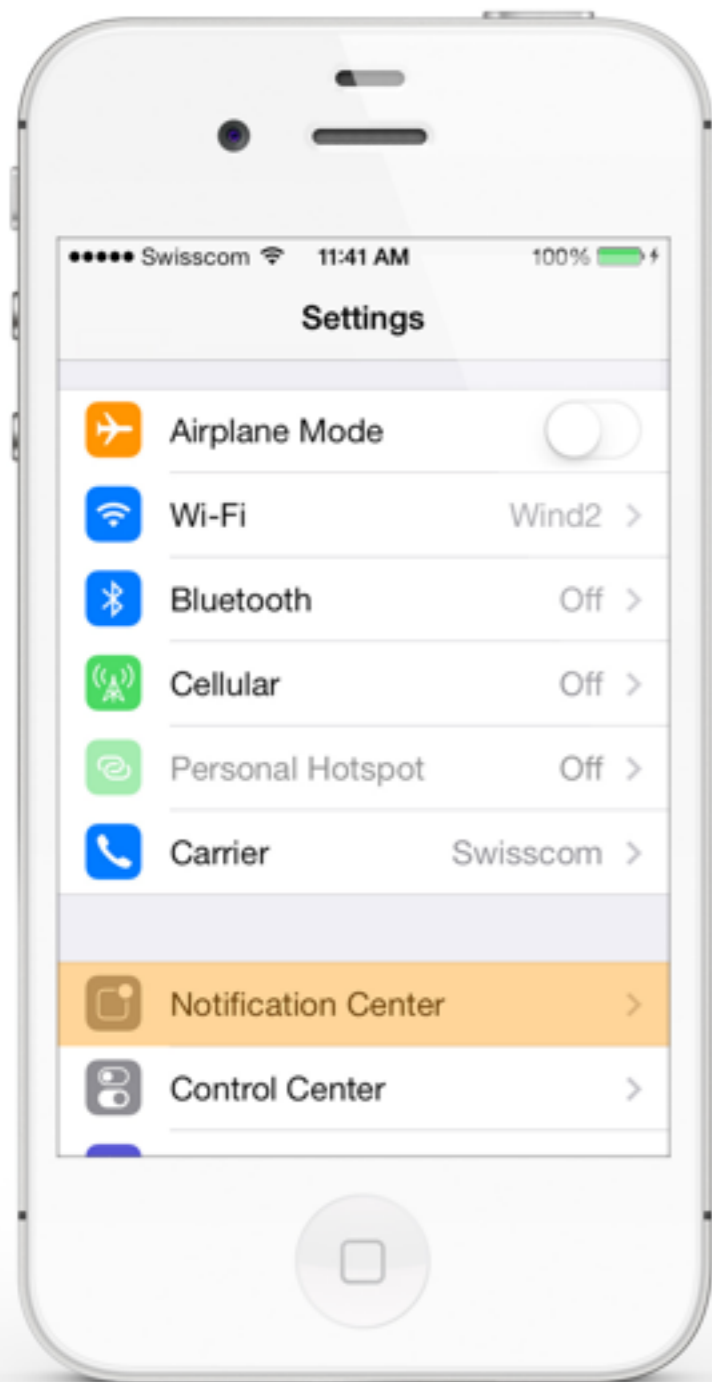 Swisscom 11:41 AM 100%
Settings
Airplane Mode
Wi-Fi Wind2
Bluetooth Off
Cellular Off
Personal Hotspot Off
Carrier Swisscom
Notification Center
Control Center